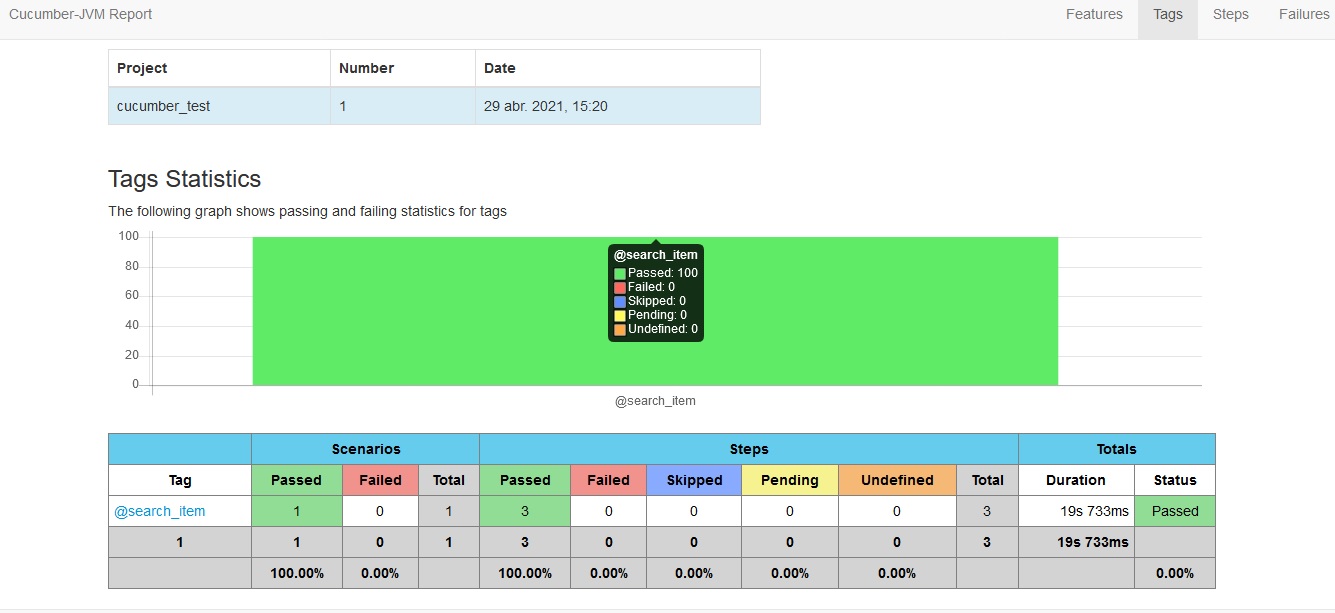 Cucumber-JVM Report Features Tags Steps Failures
Project Number Date
cucumber_test 1 29 abr. 2021, 15:20
Tags Statistics
The following graph shows passing and failing statistics for tags
100
80
60
40
20
0
@search_item
Passed: 100
Failed: 0
Skipped: 0
Pending: 0
Undefined: 0
@search_item
Scenarios Steps Totals
Tag Passed Failed Total Passed Failed Skipped Pending Undefined Total Duration Status
@search_item 1 0 1 3 0 0 0 0 3 19s 733ms Passed
1 1 0 1 3 0 0 0 0 3 19s 733ms
100.00% 0.00% 100.00% 0.00% 0.00% 0.00% 0.00% 0.00%